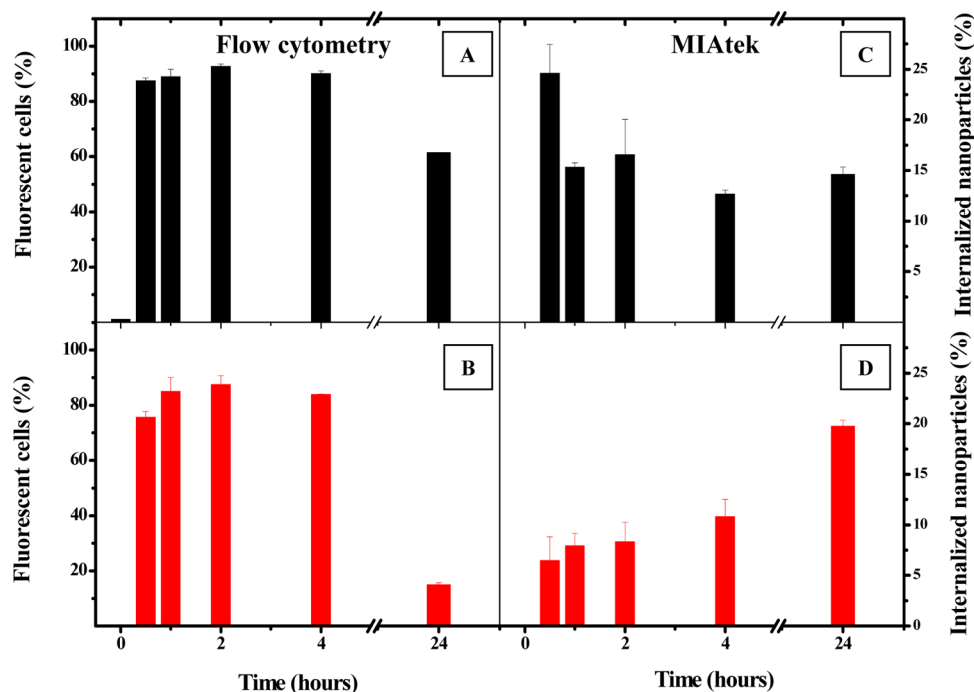 Flow cytometry
MIAtek
A
C
B
D
Fluorescent cells (%)
100
80
60
40
20
Internalized nanoparticles (%)
25
20
15
10
5
Fluorescent cells (%)
100
80
60
40
20
Internalized nanoparticles (%)
25
20
15
10
5
0
0 2 4 24
0 2 4 24
Time (hours)
Time (hours)